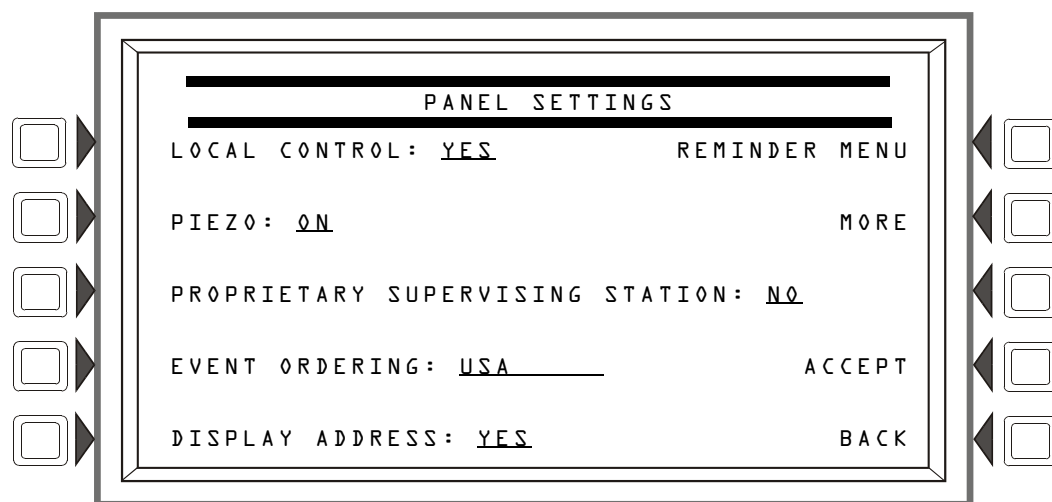 PANEL SETTINGS
LOCAL CONTROL: YES REMINDER MENU
PIEZO: ON MORE
PROPRIETARY SUPERVISING STATION: NO
EVENT ORDERING: USA ACCEPT
DISPLAY ADDRESS: YES BACK